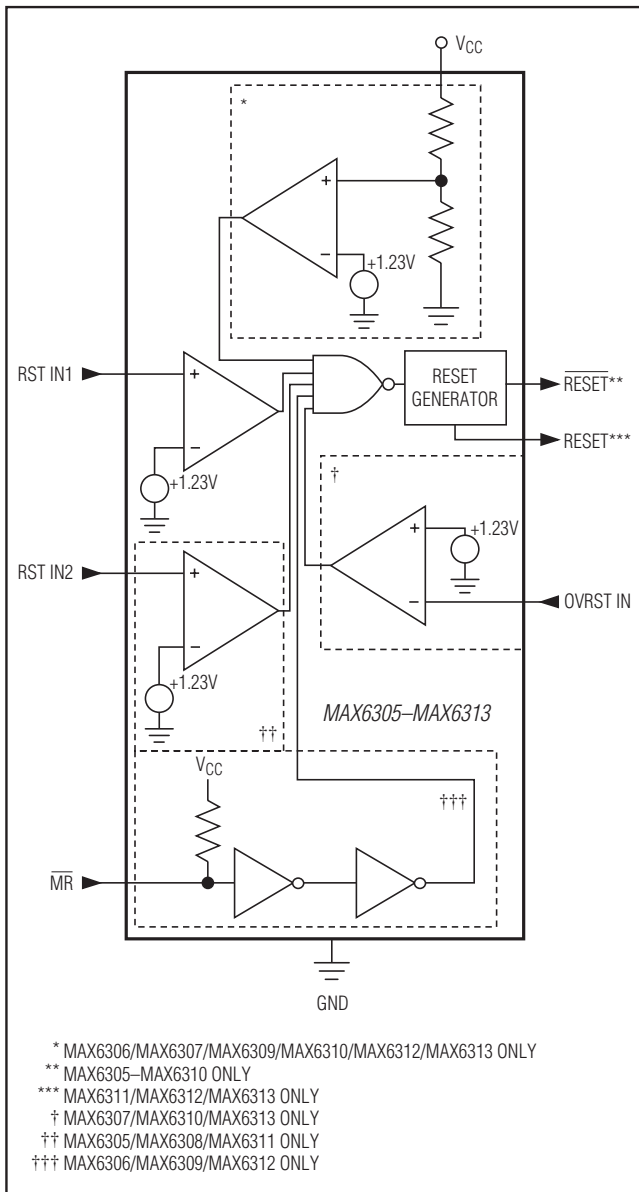 VCC
*
+
−
+1.23V
RST IN1
+
−
+1.23V
RESET GENERATOR
RESET**
RESET***
†
+
+1.23V
−
OVRST IN
RST IN2
+
−
+1.23V
††
MAX6305–MAX6313
VCC
†††
MR
GND
* MAX6306/MAX6307/MAX6309/MAX6310/MAX6312/MAX6313 ONLY
** MAX6305–MAX6310 ONLY
*** MAX6311/MAX6312/MAX6313 ONLY
† MAX6307/MAX6310/MAX6313 ONLY
†† MAX6305/MAX6308/MAX6311 ONLY
††† MAX6306/MAX6309/MAX6312 ONLY